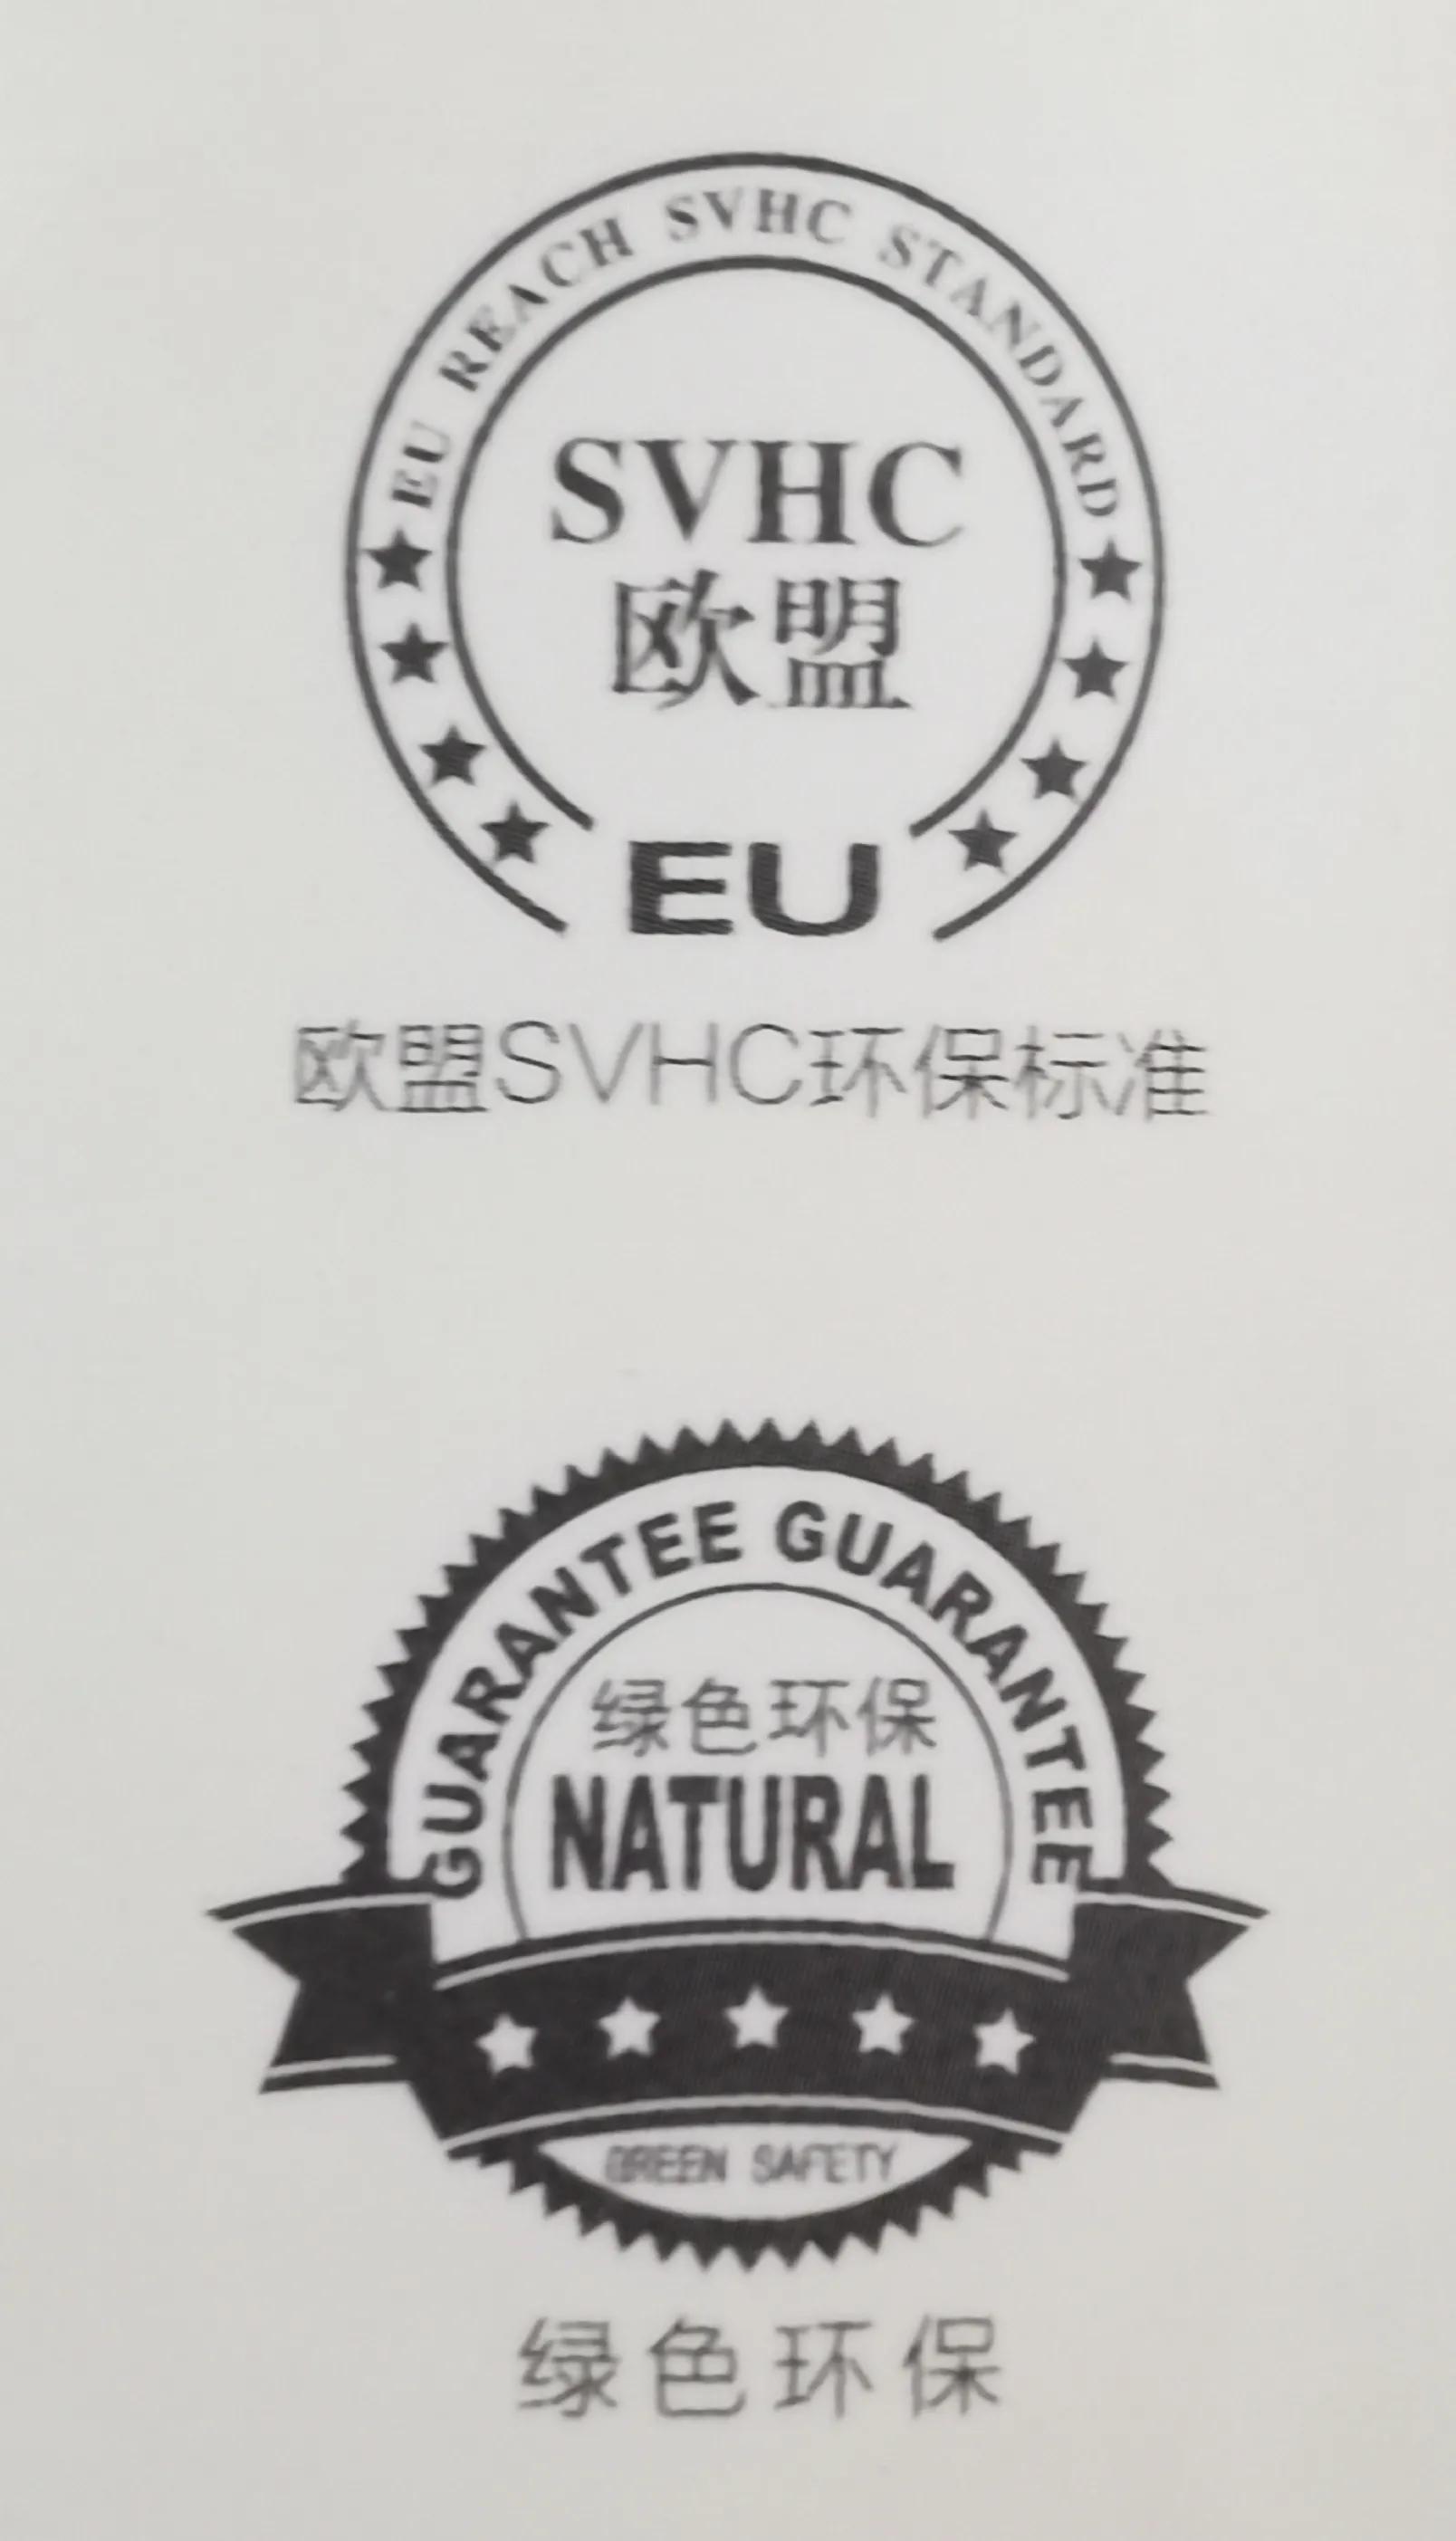 EU REACH SVHC STANDARD
SVHC
欧盟
EU
欧盟SVHC环保标准
GUARANTEE GUARANTEE
绿色环保
NATURAL
GREEN SAFETY
绿色环保